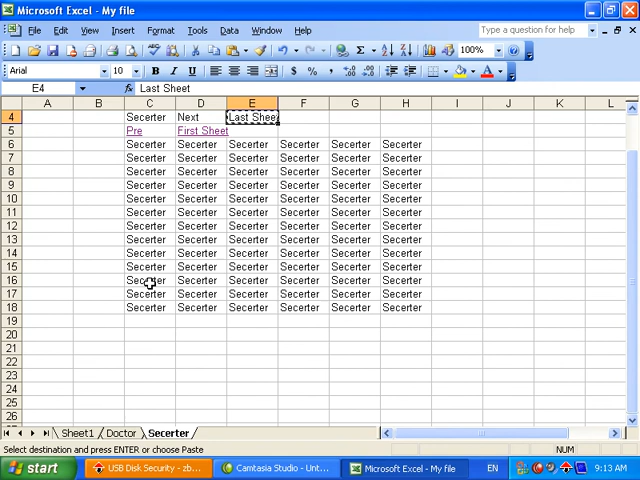 Microsoft Excel - My file
File Edit View Insert Format Tools Data Window Help
Type a question for help
100%
Arial 10 B I U $ % ,
E4 Last Sheet
A B C D E F G H I J K L
4 Secerter Next Last Sheet
5 Pre First Sheet
6 Secerter Secerter Secerter Secerter Secerter Secerter
7 Secerter Secerter Secerter Secerter Secerter Secerter
8 Secerter Secerter Secerter Secerter Secerter Secerter
9 Secerter Secerter Secerter Secerter Secerter Secerter
10 Secerter Secerter Secerter Secerter Secerter Secerter
11 Secerter Secerter Secerter Secerter Secerter Secerter
12 Secerter Secerter Secerter Secerter Secerter Secerter
13 Secerter Secerter Secerter Secerter Secerter Secerter
14 Secerter Secerter Secerter Secerter Secerter Secerter
15 Secerter Secerter Secerter Secerter Secerter Secerter
16 Secerter Secerter Secerter Secerter Secerter Secerter
17 Secerter Secerter Secerter Secerter Secerter Secerter
18 Secerter Secerter Secerter Secerter Secerter Secerter
19
20
21
22
23
24
25
26
Sheet1 Doctor Secerter
Select destination and press ENTER or choose Paste NUM
start USB Disk Security - zb... Camtasia Studio - Unt... Microsoft Excel - My file EN 9:13 AM